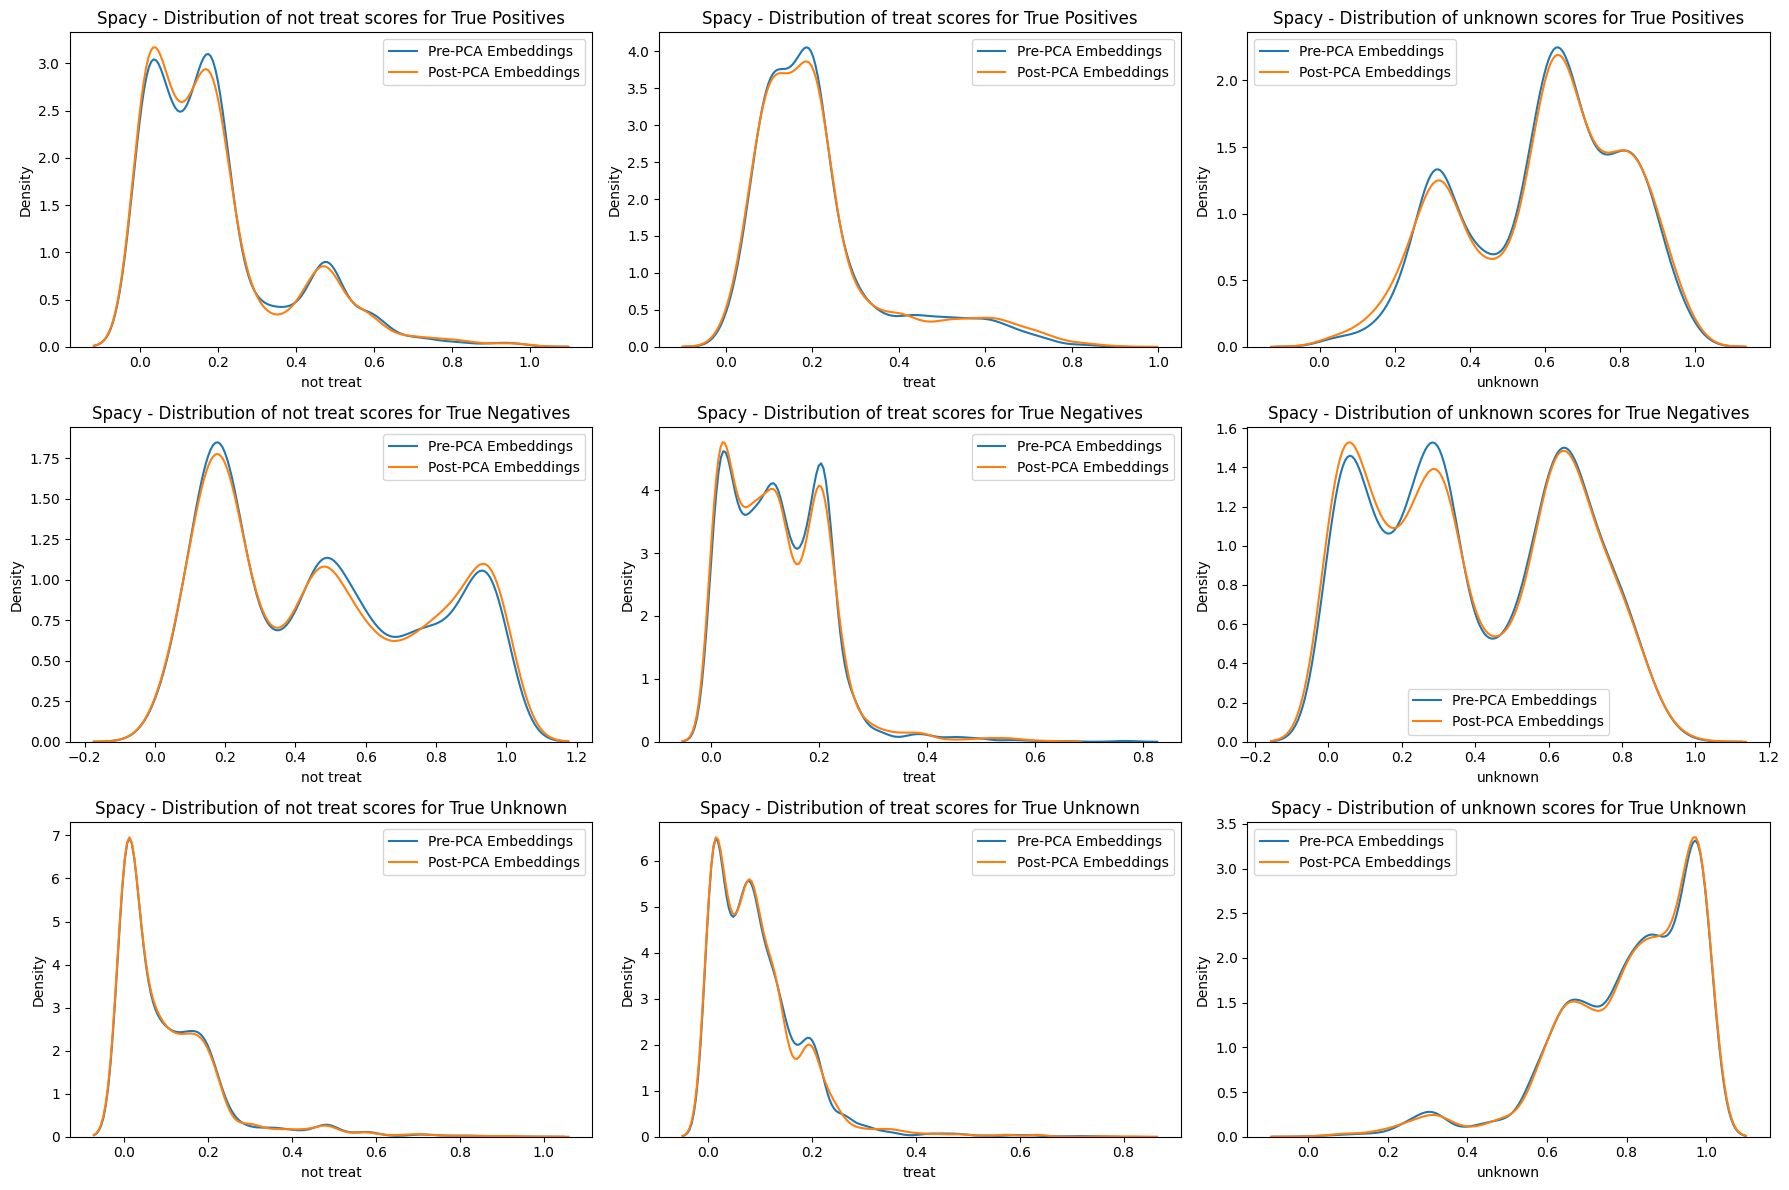 Spacy - Distribution of not treat scores for True Positives
Pre-PCA Embeddings
Post-PCA Embeddings
Density
3.0
2.5
2.0
1.5
1.0
0.5
0.0
0.0 0.2 0.4 0.6 0.8 1.0
not treat
Spacy - Distribution of treat scores for True Positives
Pre-PCA Embeddings
Post-PCA Embeddings
Density
4.0
3.5
3.0
2.5
2.0
1.5
1.0
0.5
0.0
0.0 0.2 0.4 0.6 0.8 1.0
treat
Spacy - Distribution of unknown scores for True Positives
Pre-PCA Embeddings
Post-PCA Embeddings
Density
2.0
1.5
1.0
0.5
0.0
0.0 0.2 0.4 0.6 0.8 1.0
unknown
Spacy - Distribution of not treat scores for True Negatives
Pre-PCA Embeddings
Post-PCA Embeddings
Density
1.75
1.50
1.25
1.00
0.75
0.50
0.25
0.00
−0.2 0.0 0.2 0.4 0.6 0.8 1.0 1.2
not treat
Spacy - Distribution of treat scores for True Negatives
Pre-PCA Embeddings
Post-PCA Embeddings
Density
4
3
2
1
0
0.0 0.2 0.4 0.6 0.8
treat
Spacy - Distribution of unknown scores for True Negatives
Density
1.6
1.4
1.2
1.0
0.8
0.6
0.4
0.2
0.0
Pre-PCA Embeddings
Post-PCA Embeddings
−0.2 0.0 0.2 0.4 0.6 0.8 1.0 1.2
unknown
Spacy - Distribution of not treat scores for True Unknown
Pre-PCA Embeddings
Post-PCA Embeddings
Density
7
6
5
4
3
2
1
0
0.0 0.2 0.4 0.6 0.8 1.0
not treat
Spacy - Distribution of treat scores for True Unknown
Pre-PCA Embeddings
Post-PCA Embeddings
Density
6
5
4
3
2
1
0
0.0 0.2 0.4 0.6 0.8
treat
Spacy - Distribution of unknown scores for True Unknown
Pre-PCA Embeddings
Post-PCA Embeddings
Density
3.5
3.0
2.5
2.0
1.5
1.0
0.5
0.0
0.0 0.2 0.4 0.6 0.8 1.0
unknown